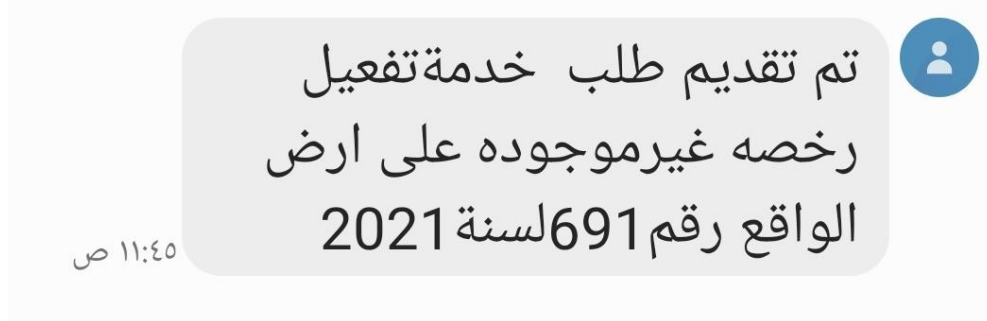 تم تقديم طلب خدمةتفعيل
رخصه غيرموجوده على ارض
الواقع رقم691لسنة2021
١١:٤٥ ص